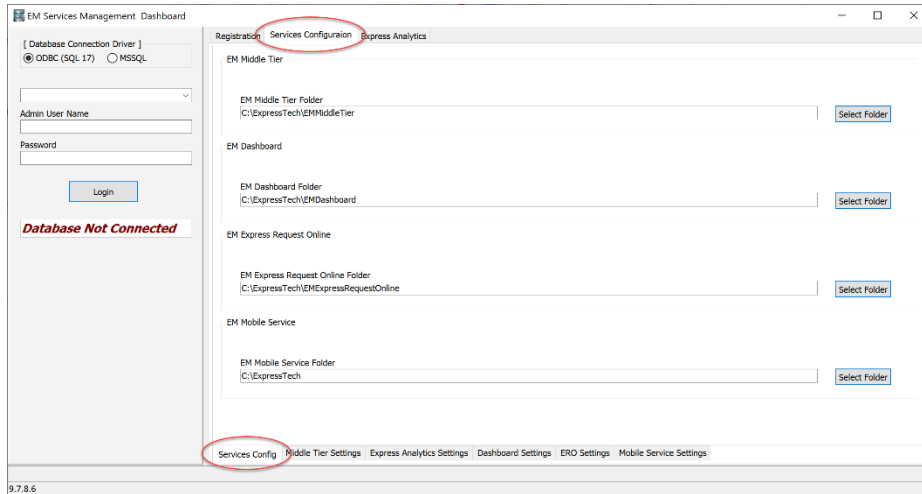 EM Services Management Dashboard
[ Database Connection Driver ]
ODBC (SQL 17) MSSQL
Admin User Name
Password
Login
Database Not Connected
Registration Services Configuraion Express Analytics
EM Middle Tier
EM Middle Tier Folder
C:\ExpressTech\EMMiddleTier Select Folder
EM Dashboard
EM Dashboard Folder
C:\ExpressTech\EMDashboard Select Folder
EM Express Request Online
EM Express Request Online Folder
C:\ExpressTech\EMExpressRequestOnline Select Folder
EM Mobile Service
EM Mobile Service Folder
C:\ExpressTech Select Folder
Services Config Middle Tier Settings Express Analytics Settings Dashboard Settings ERO Settings Mobile Service Settings
9.7.8.6